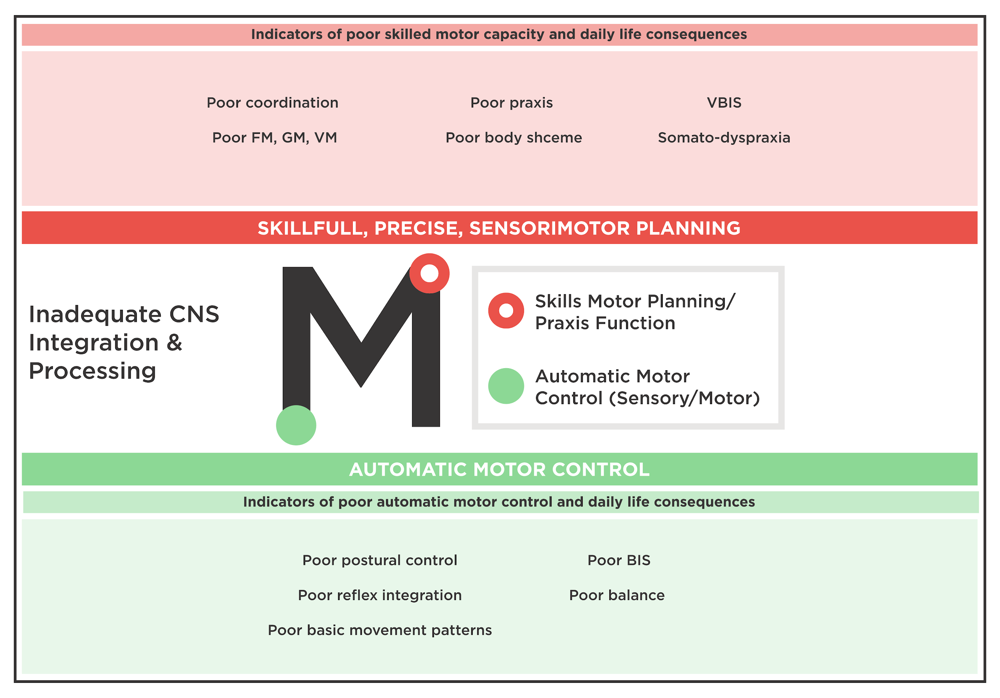 Indicators of poor skilled motor capacity and daily life consequences
Poor coordination
Poor praxis
VBIS
Poor FM, GM, VM
Poor body shceme
Somato-dyspraxia
SKILLFULL, PRECISE, SENSORIMOTOR PLANNING
Inadequate CNS
Integration &
Processing
M
Skills Motor Planning/
Praxis Function
Automatic Motor
Control (Sensory/Motor)
AUTOMATIC MOTOR CONTROL
Indicators of poor automatic motor control and daily life consequences
Poor postural control
Poor BIS
Poor reflex integration
Poor balance
Poor basic movement patterns